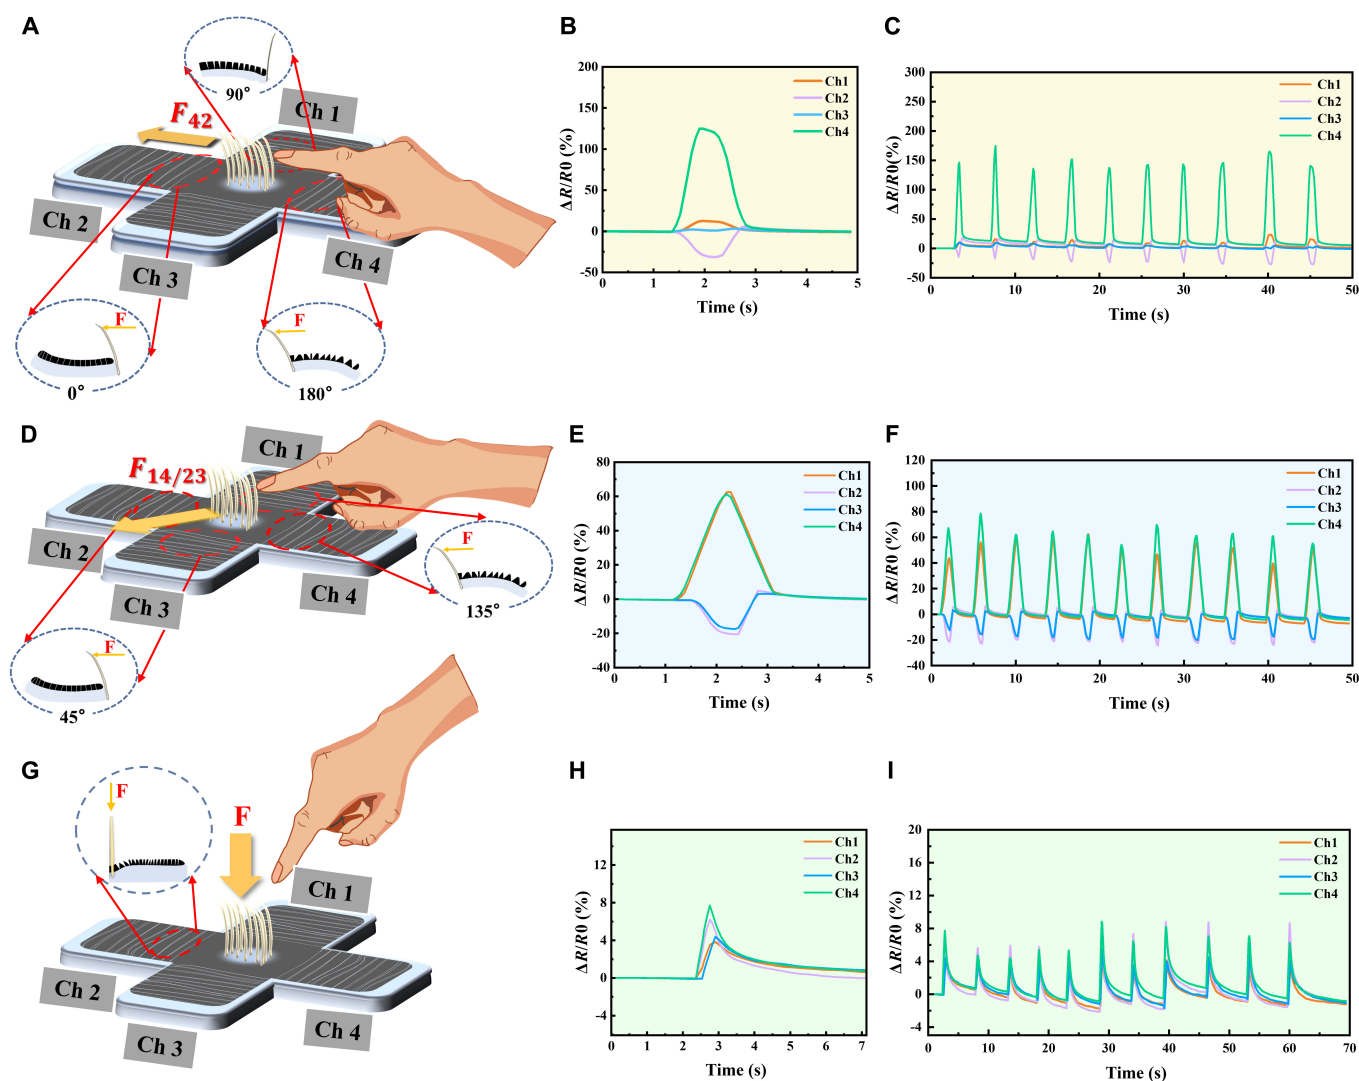 A
90°
F42
Ch 1
Ch 2
Ch 3
Ch 4
F
0°
F
180°
B
200
150
100
50
0
-50
0 1 2 3 4 5
ΔR/R0 (%)
Time (s)
Ch1
Ch2
Ch3
Ch4
C
300
250
200
150
100
50
0
-50
0 10 20 30 40 50
ΔR/R0(%)
Time (s)
Ch1
Ch2
Ch3
Ch4
D
F14/23
Ch 1
Ch 2
Ch 3
Ch 4
F
135°
F
45°
E
80
60
40
20
0
-20
-40
0 1 2 3 4 5
ΔR/R0 (%)
Time (s)
Ch1
Ch2
Ch3
Ch4
F
120
100
80
60
40
20
0
-20
-40
0 10 20 30 40 50
ΔR/R0 (%)
Time (s)
Ch1
Ch2
Ch3
Ch4
G
F
F
Ch 1
Ch 2
Ch 3
Ch 4
H
12
8
4
0
-4
0 1 2 3 4 5 6 7
ΔR/R0 (%)
Time (s)
Ch1
Ch2
Ch3
Ch4
I
20
16
12
8
4
0
-4
0 10 20 30 40 50 60 70
ΔR/R0 (%)
Time (s)
Ch1
Ch2
Ch3
Ch4